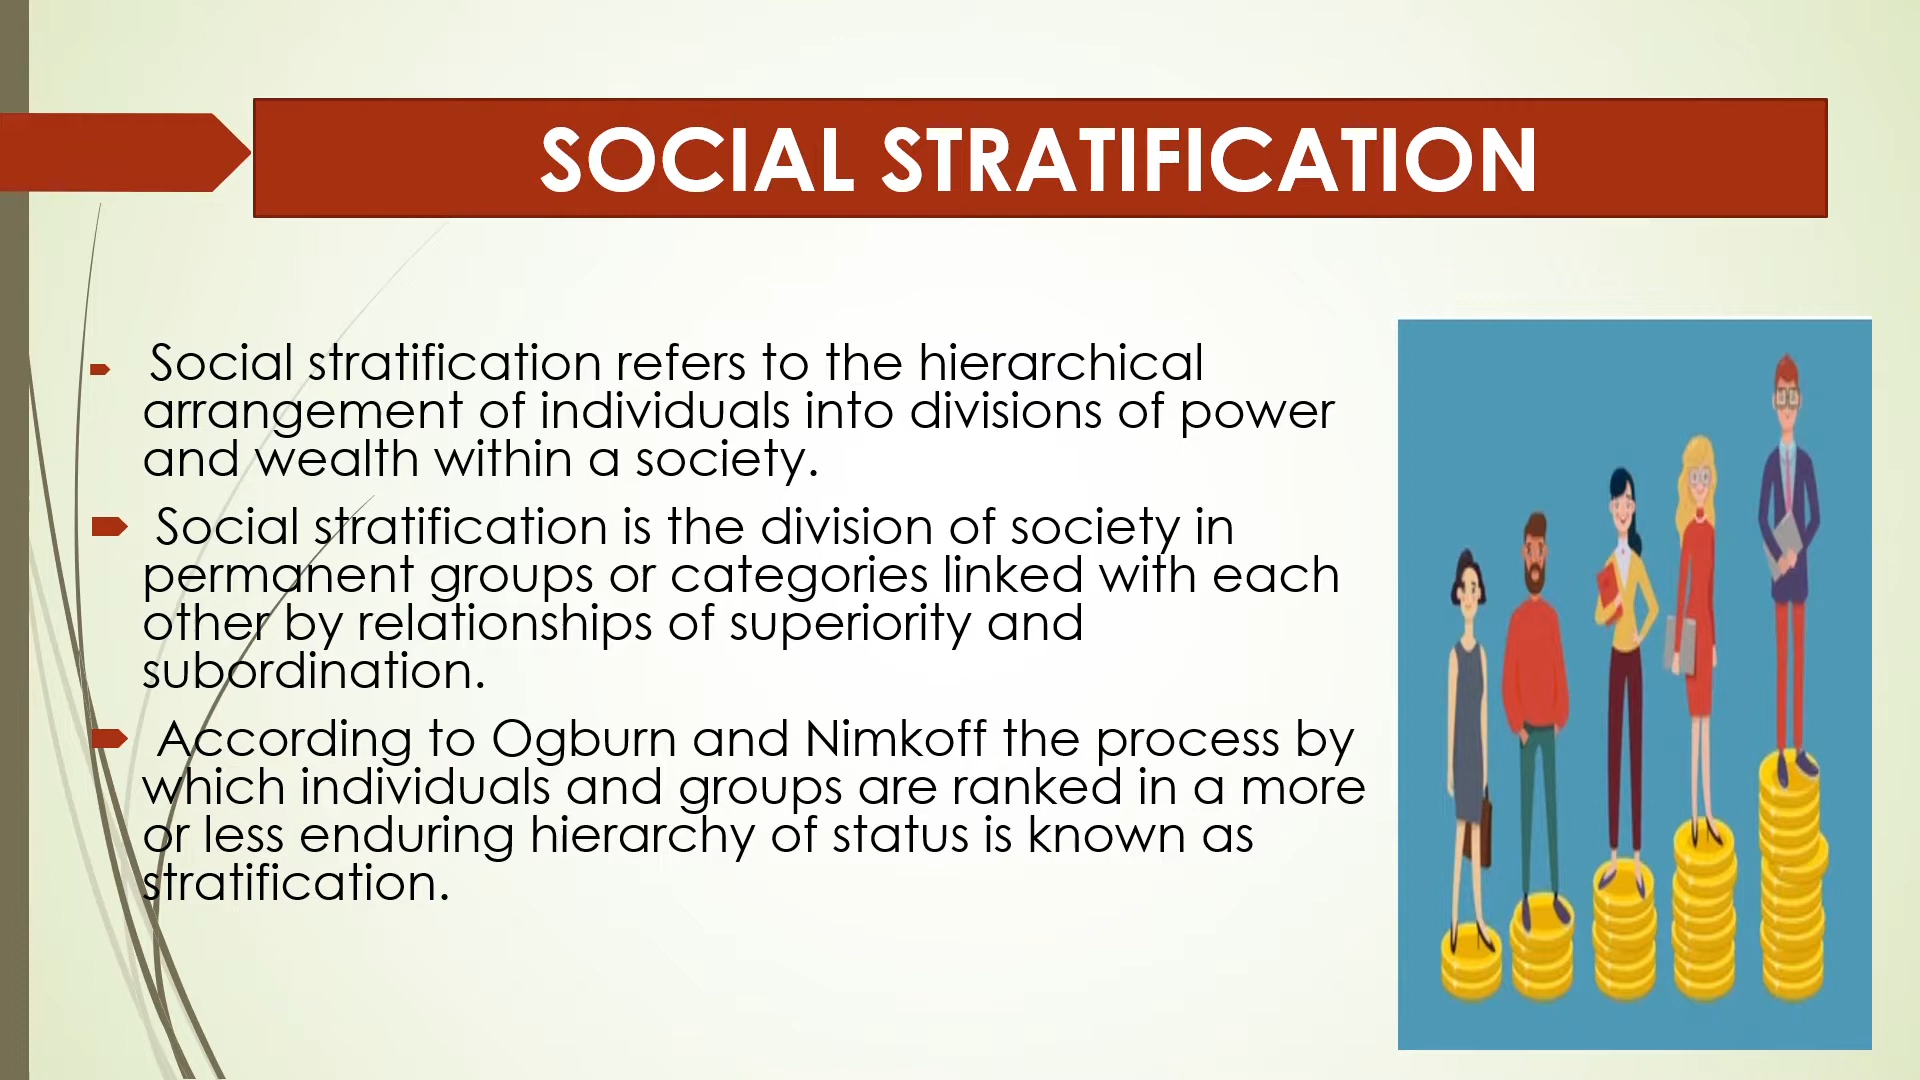 SOCIAL STRATIFICATION
Social stratification refers to the hierarchical
arrangement of individuals into divisions of power
and wealth within a society.
Social stratification is the division of society in
permanent groups or categories linked with each
other by relationships of superiority and
subordination.
According to Ogburn and Nimkoff the process by
which individuals and groups are ranked in a more
or less enduring hierarchy of status is known as
stratification.